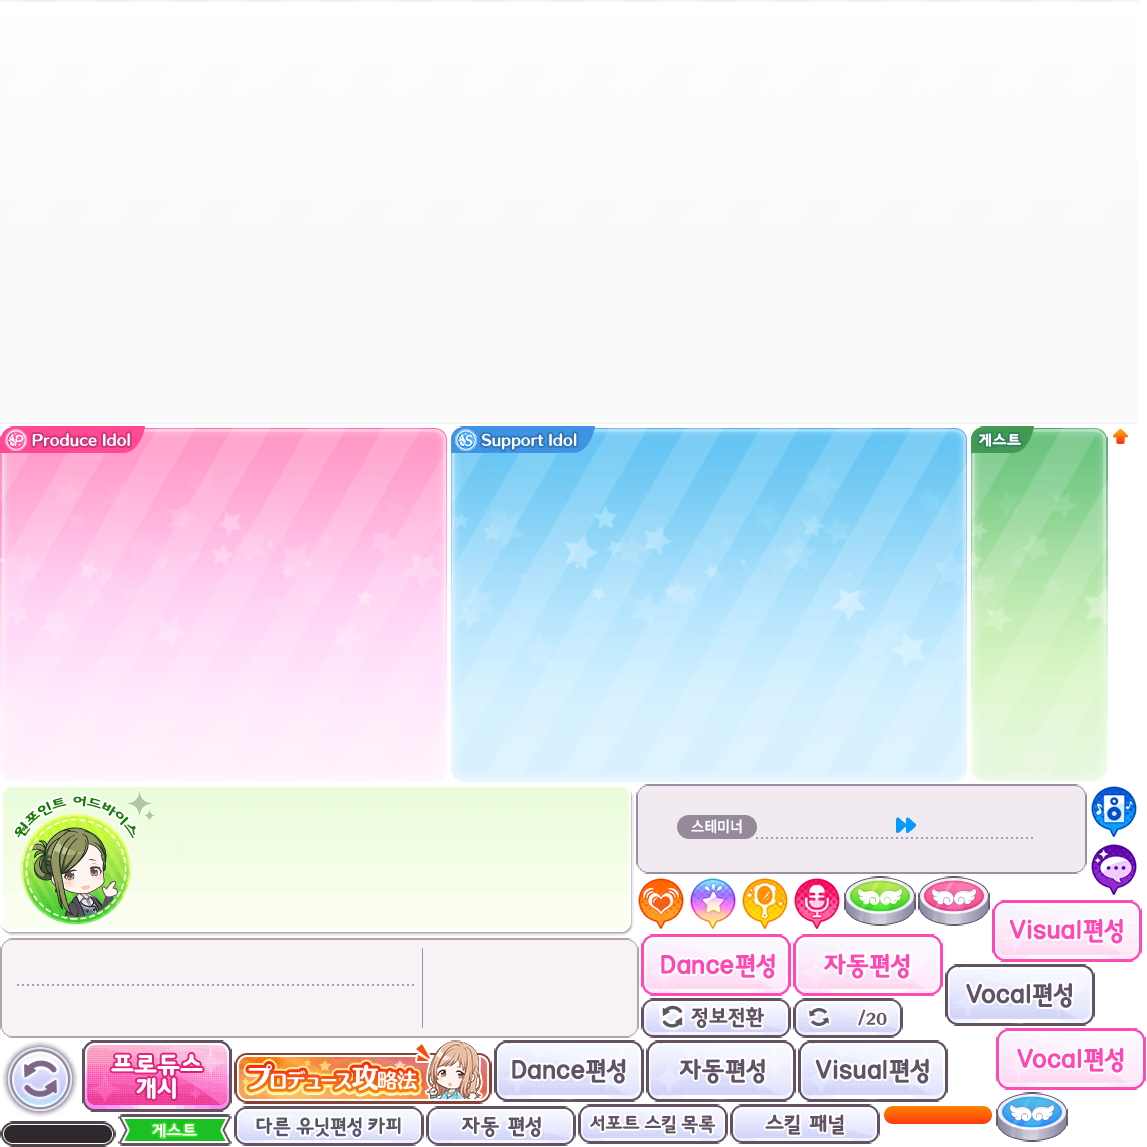 Produce Idol
Support Idol
게스트
원포인트 어드바이스
스테미너
Visual편성
Dance편성
자동편성
Vocal편성
정보전환
/20
프로듀스
개시
プロデュース攻略法
Dance편성
자동편성
Visual편성
Vocal편성
게스트
다른 유닛편성 카피
자동 편성
서포트 스킬 목록
스킬 패널